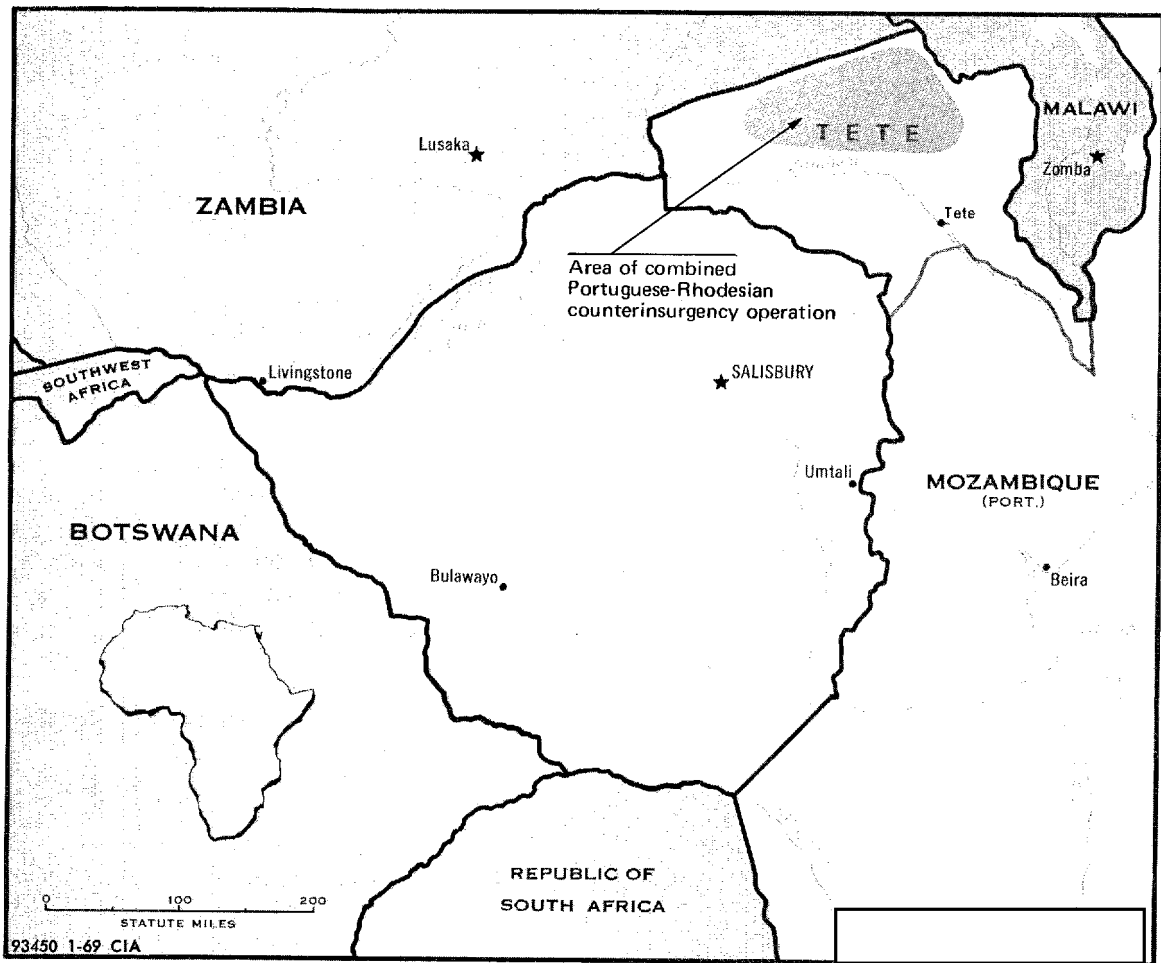 MALAWI
TETE
Lusaka
Zomba
ZAMBIA
Tete
Area of combined
Portuguese-Rhodesian
counterinsurgency operation
SOUTHWEST
AFRICA
Livingstone
SALISBURY
Umtali
MOZAMBIQUE
(PORT.)
BOTSWANA
Bulawayo
Beira
REPUBLIC OF
SOUTH AFRICA
0 100 200
STATUTE MILES
93450 1-69 CIA